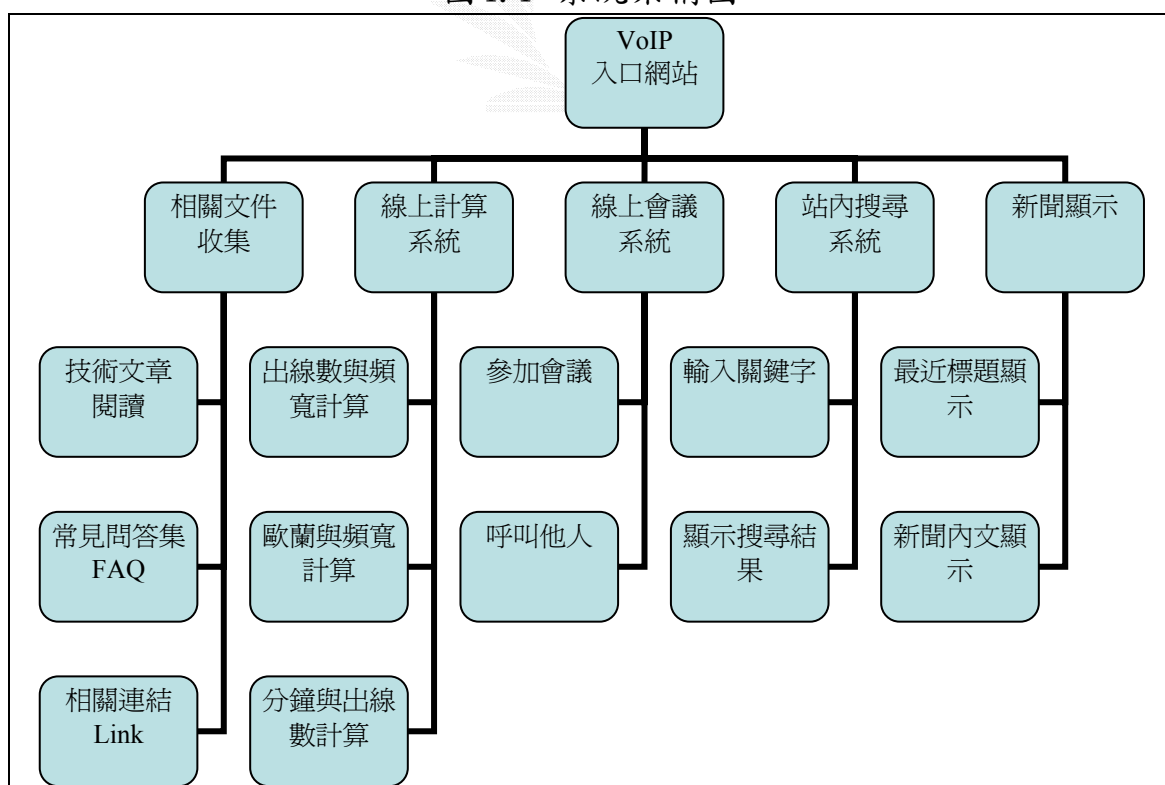 VoIP
入口網站
相關文件
收集
線上計算
系統
線上會議
系統
站內搜尋
系統
新聞顯示
技術文章
閱讀
出線數與頻
寬計算
參加會議
輸入關鍵字
最近標題顯
示
常見問答集
FAQ
歐蘭與頻寬
計算
呼叫他人
顯示搜尋結
果
新聞內文顯
示
相關連結
Link
分鐘與出線
數計算